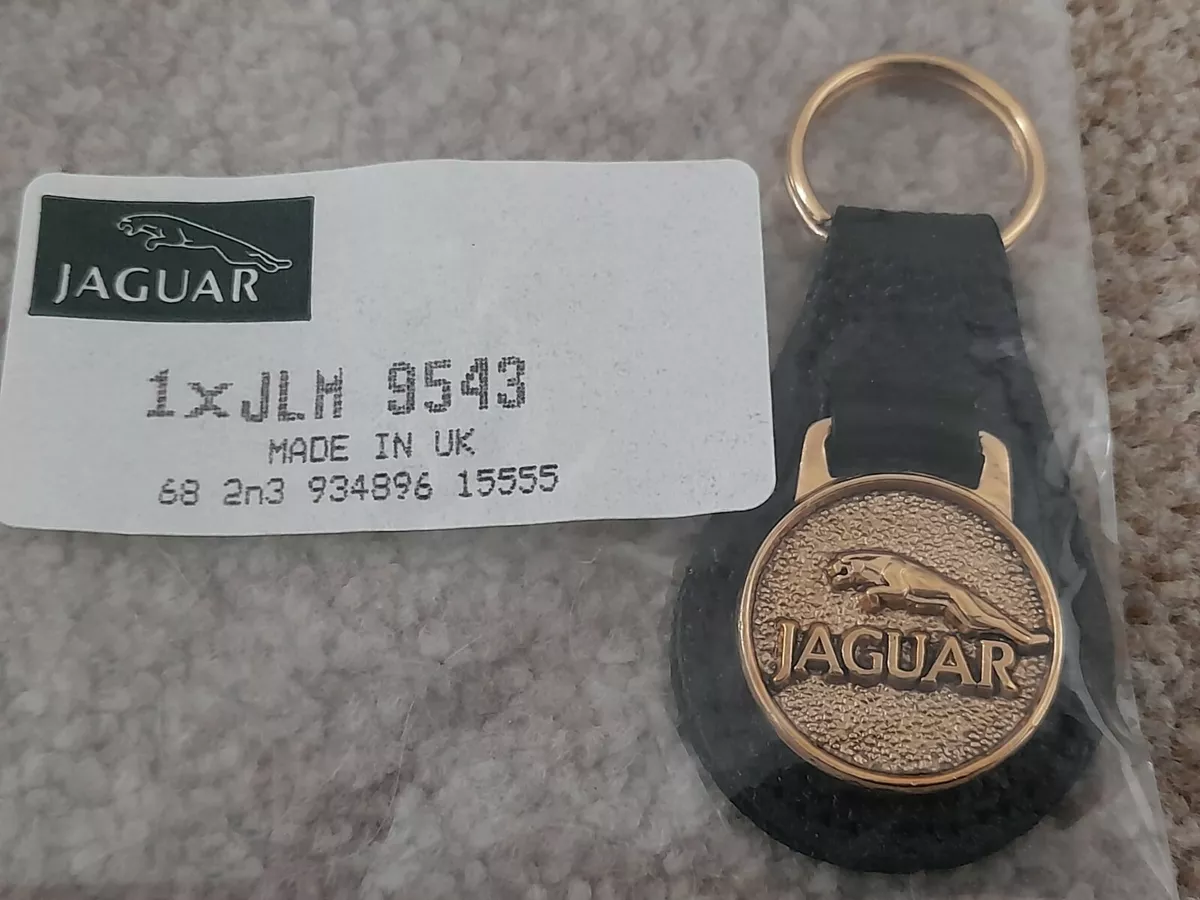 JAGUAR
1xJLM 9543
MADE IN UK
68 2n3 934896 15555
JAGUAR